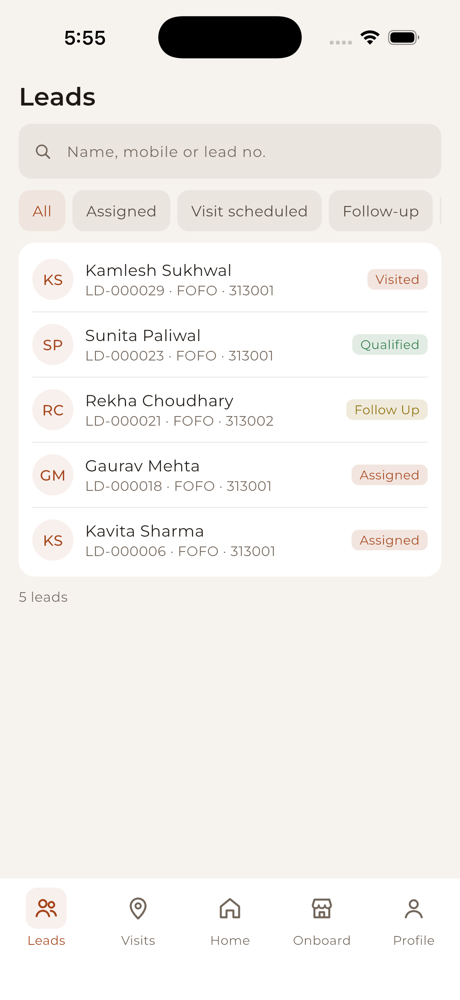 5:55
Leads
Name, mobile or lead no.
All
Assigned
Visit scheduled
Follow-up
KS
Kamlesh Sukhwal
LD-000029 · FOFO · 313001
Visited
SP
Sunita Paliwal
LD-000023 · FOFO · 313001
Qualified
RC
Rekha Choudhary
LD-000021 · FOFO · 313002
Follow Up
GM
Gaurav Mehta
LD-000018 · FOFO · 313001
Assigned
KS
Kavita Sharma
LD-000006 · FOFO · 313001
Assigned
5 leads
Leads
Visits
Home
Onboard
Profile